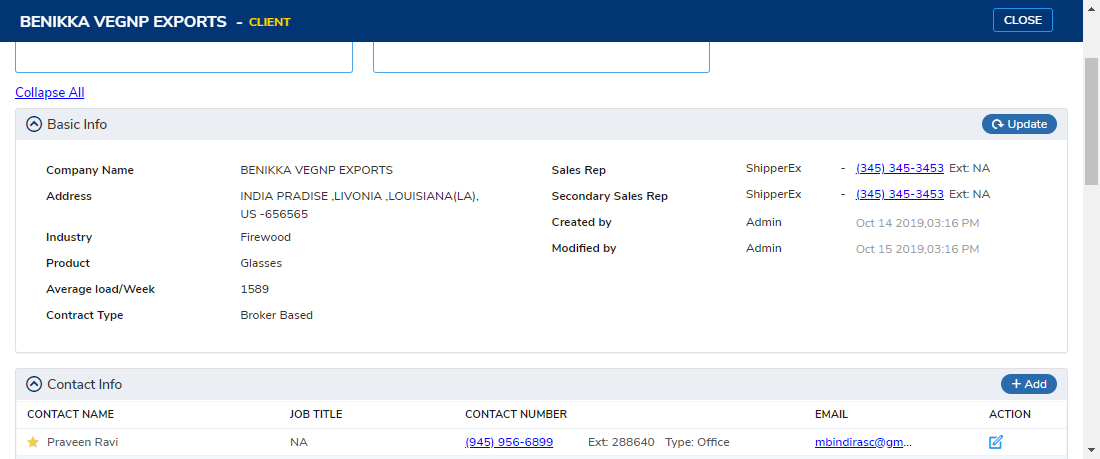 BENIKKA VEGNP EXPORTS - CLIENT
CLOSE
Collapse All
Basic Info
Update
Company Name BENIKKA VEGNP EXPORTS
Address INDIA PRADISE ,LIVONIA ,LOUISIANA(LA),
US -656565
Industry Firewood
Product Glasses
Average load/Week 1589
Contract Type Broker Based
Sales Rep ShipperEx - (345) 345-3453 Ext: NA
Secondary Sales Rep ShipperEx - (345) 345-3453 Ext: NA
Created by Admin Oct 14 2019,03:16 PM
Modified by Admin Oct 15 2019,03:16 PM
Contact Info
+ Add
CONTACT NAME JOB TITLE CONTACT NUMBER EMAIL ACTION
Praveen Ravi NA (945) 956-6899 Ext: 288640 Type: Office mbindirasc@gm...